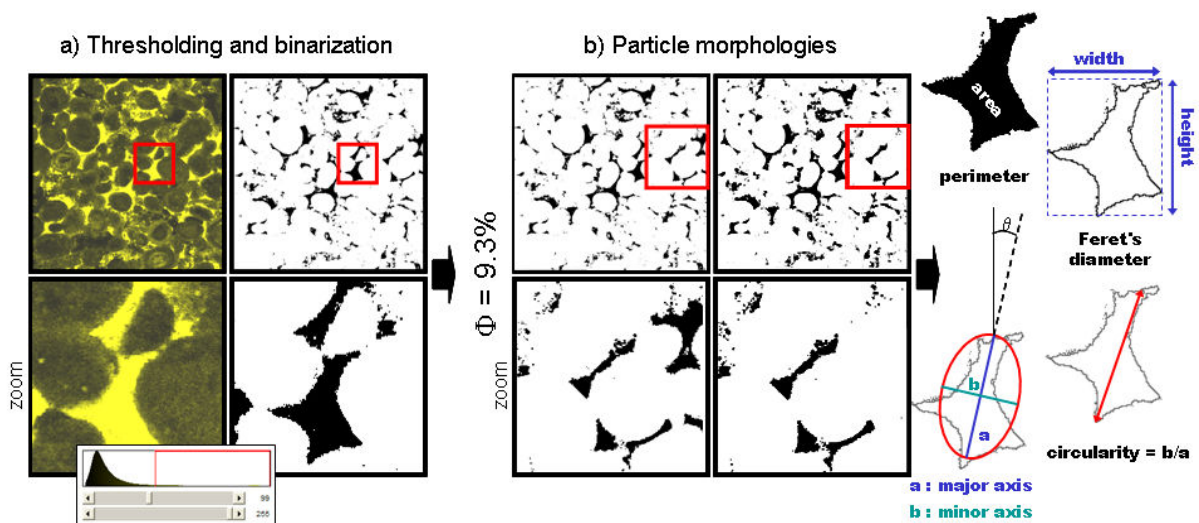 a) Thresholding and binarization
b) Particle morphologies
zoom
99
255
Φ = 9.3%
zoom
area
perimeter
width
height
Feret's
diameter
θ
b
a
circularity = b/a
a : major axis
b : minor axis